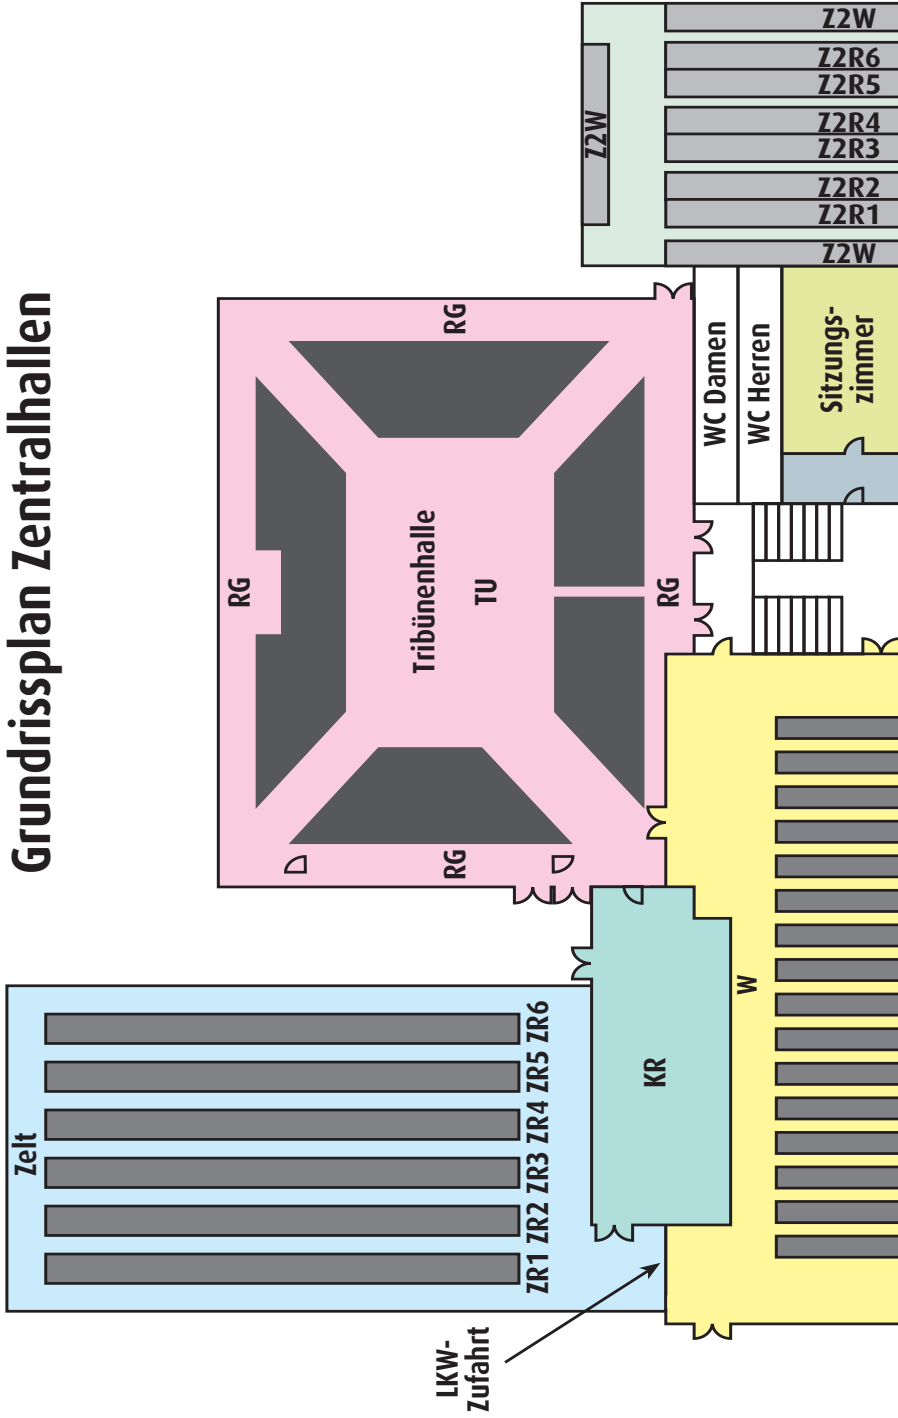 Grundrissplan Zentralhallen
Zelt
ZR1 ZR2 ZR3 ZR4 ZR5 ZR6
LKW-
Zufahrt
KR
W
RG
RG
RG
RG
Tribünenhalle
TU
WC Damen
WC Herren
Sitzungs-
zimmer
Z2W
Z2W
Z2R1
Z2R2
Z2R3
Z2R4
Z2R5
Z2R6
Z2W